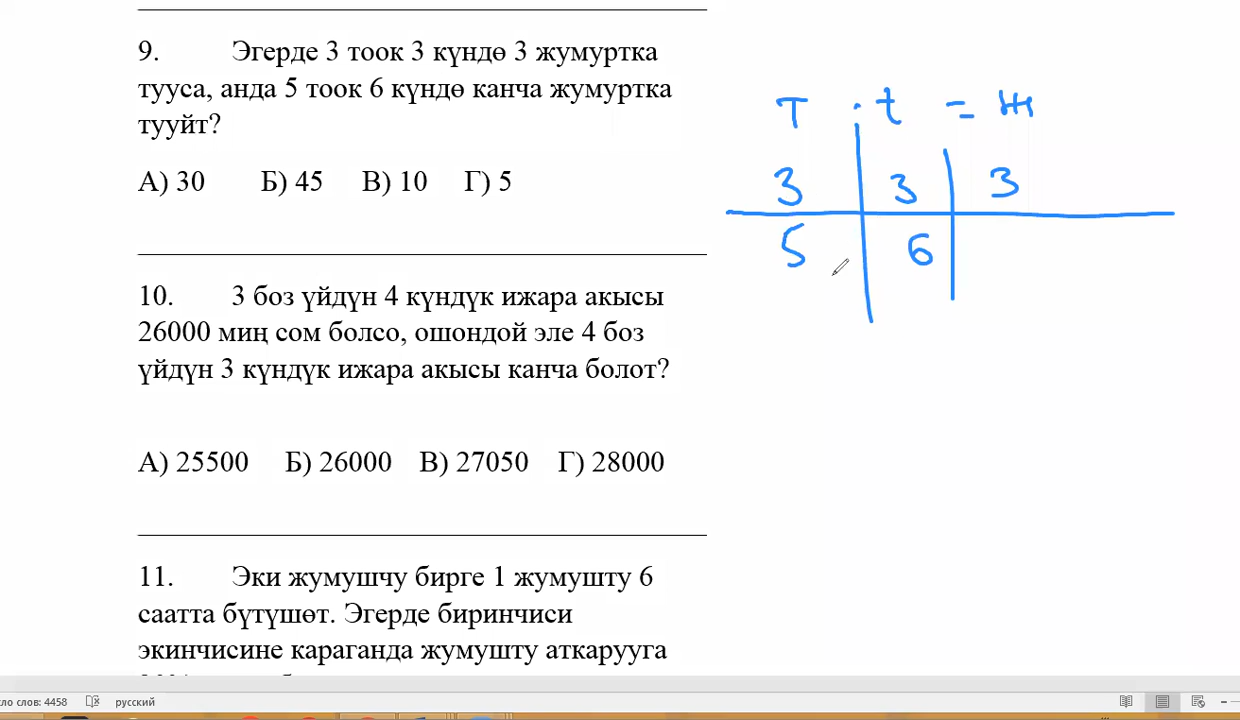 9. Эгерде 3 тоок 3 күндө 3 жумуртка
тууса, анда 5 тоок 6 күндө канча жумуртка
тууйт?
А) 30 Б) 45 В) 10 Г) 5
Т · t = Ж
3 3 3
5 6
10. 3 боз үйдүн 4 күндүк ижара акысы
26000 миң сом болсо, ошондой эле 4 боз
үйдүн 3 күндүк ижара акысы канча болот?
А) 25500 Б) 26000 В) 27050 Г) 28000
11. Эки жумушчу бирге 1 жумушту 6
саатта бүтүшөт. Эгерде биринчиси
экинчисине караганда жумушту аткарууга
ло слов: 4458 русский